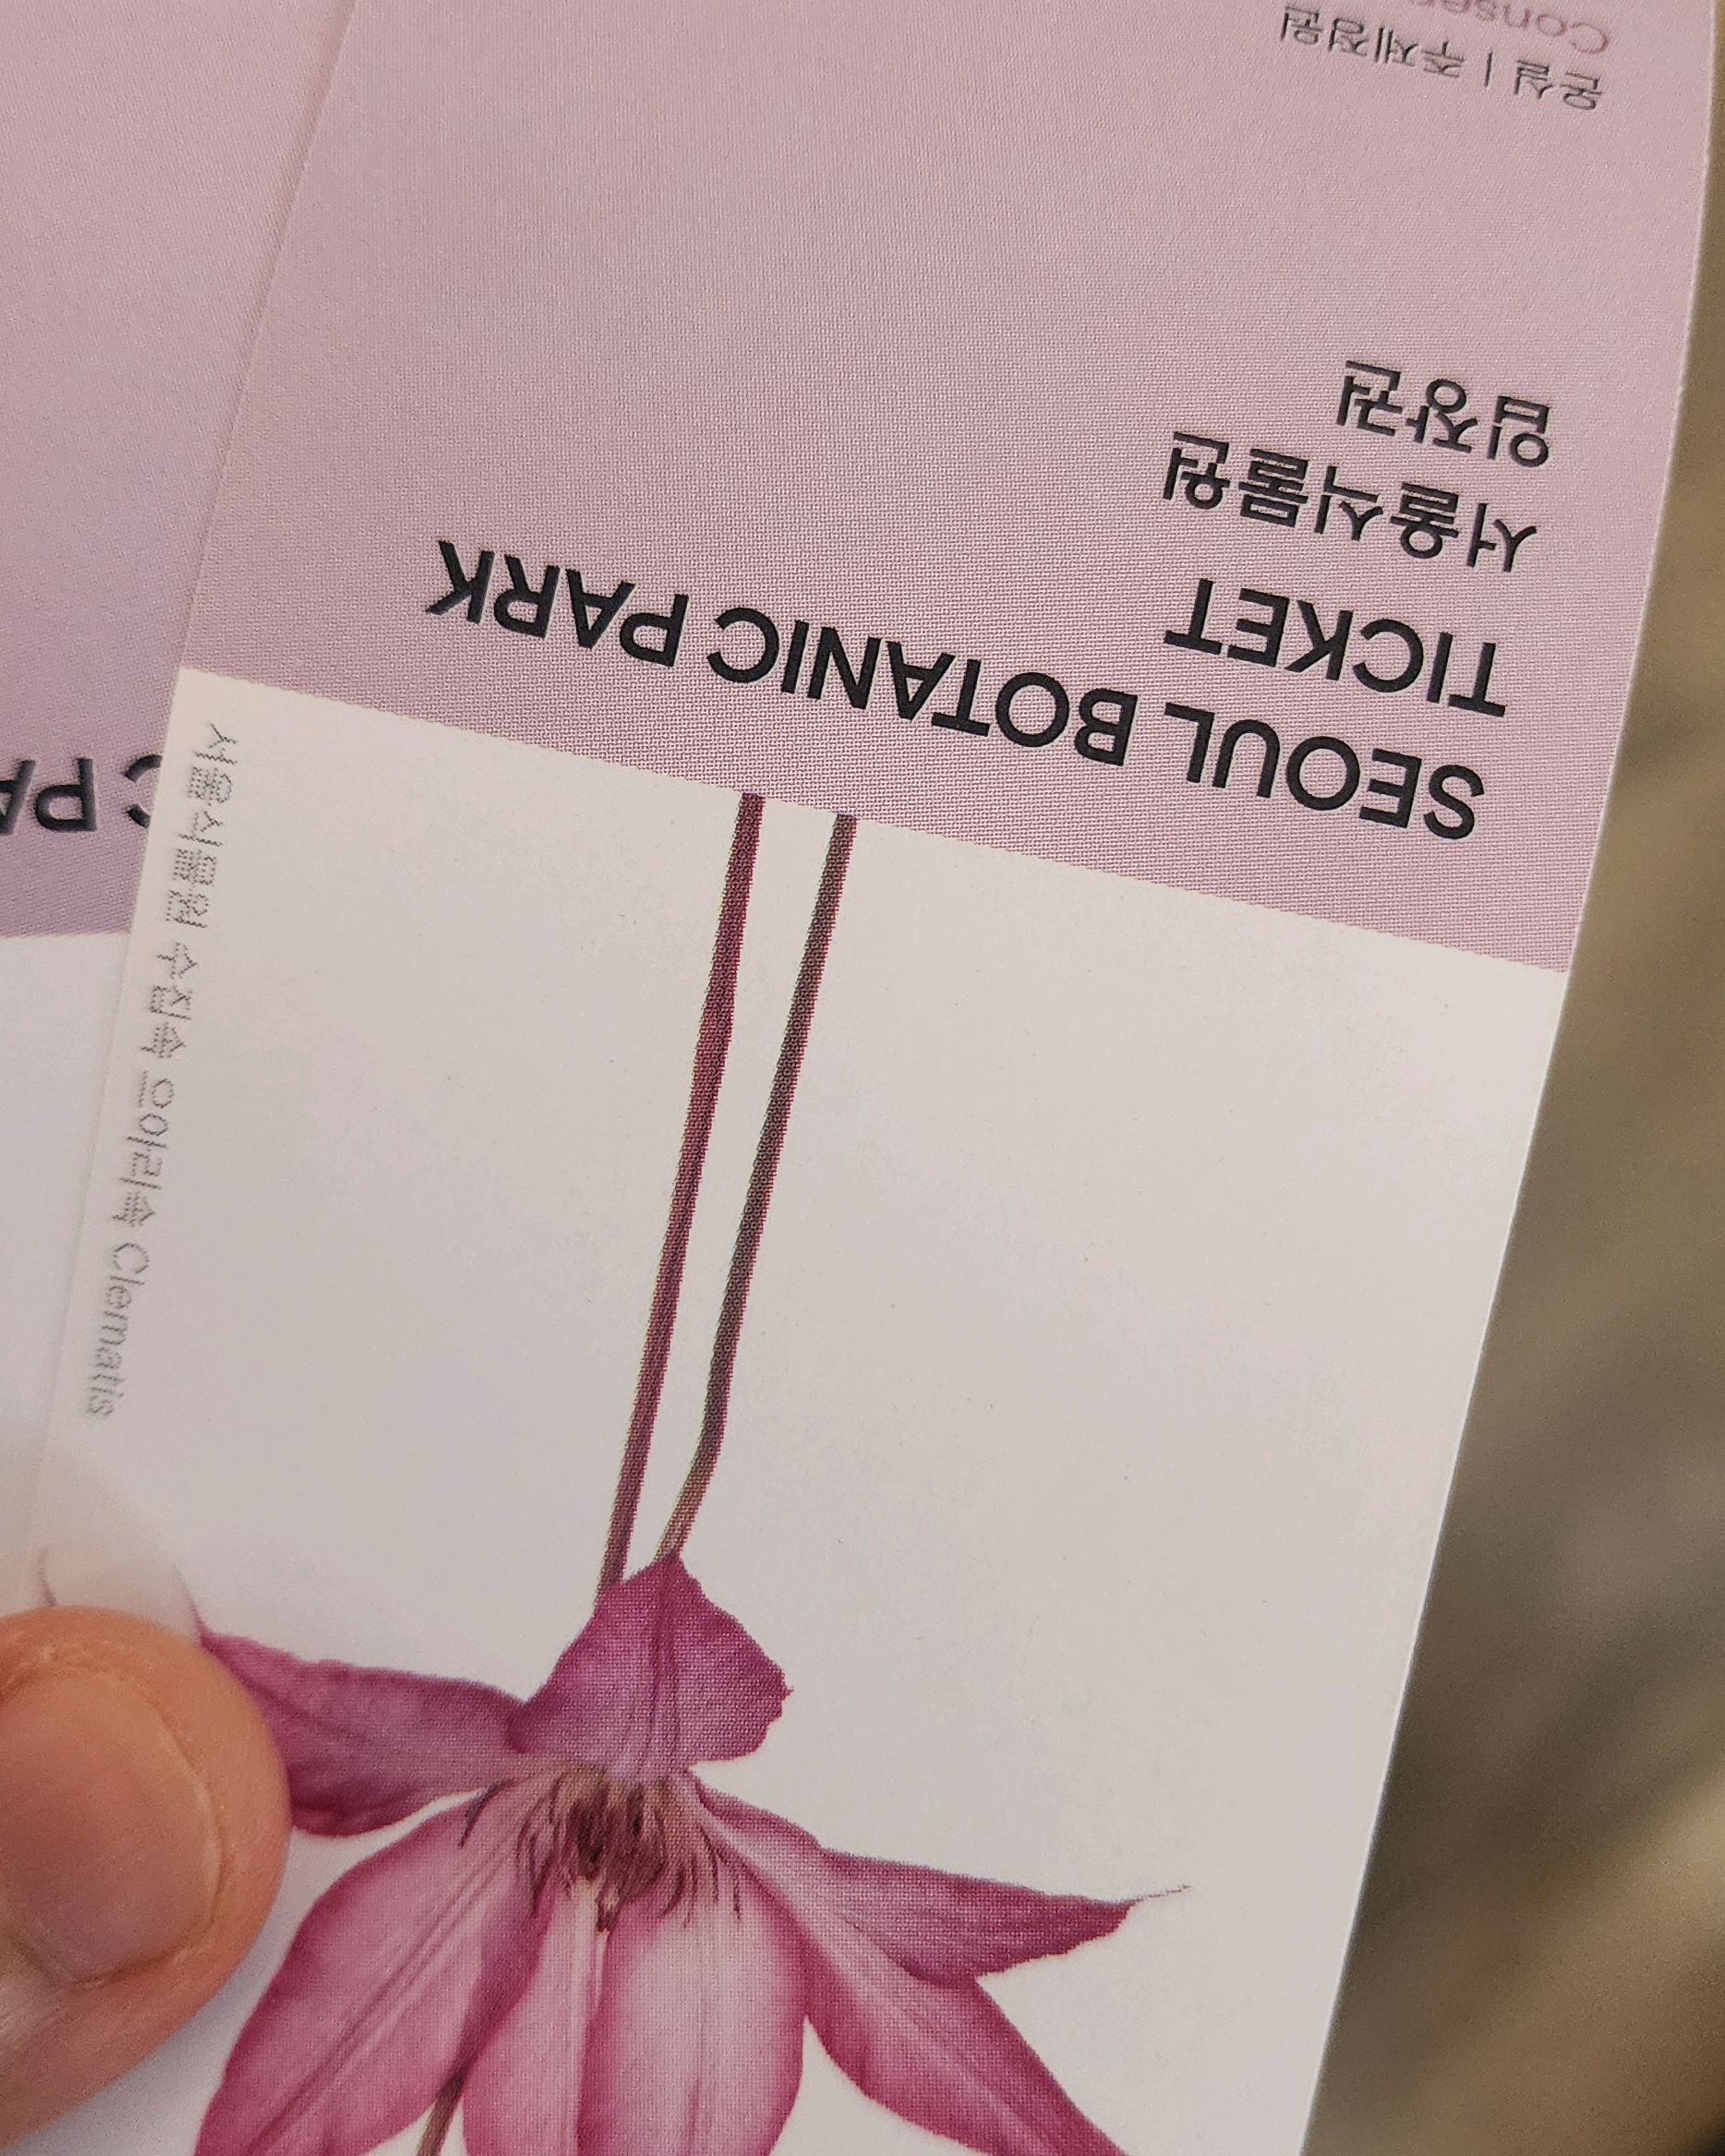 SEOUL BOTANIC PARK
TICKET
서울식물원
입장권
온실 | 주제정원
서울식물원 수집속 으아리속 Clematis
C PA